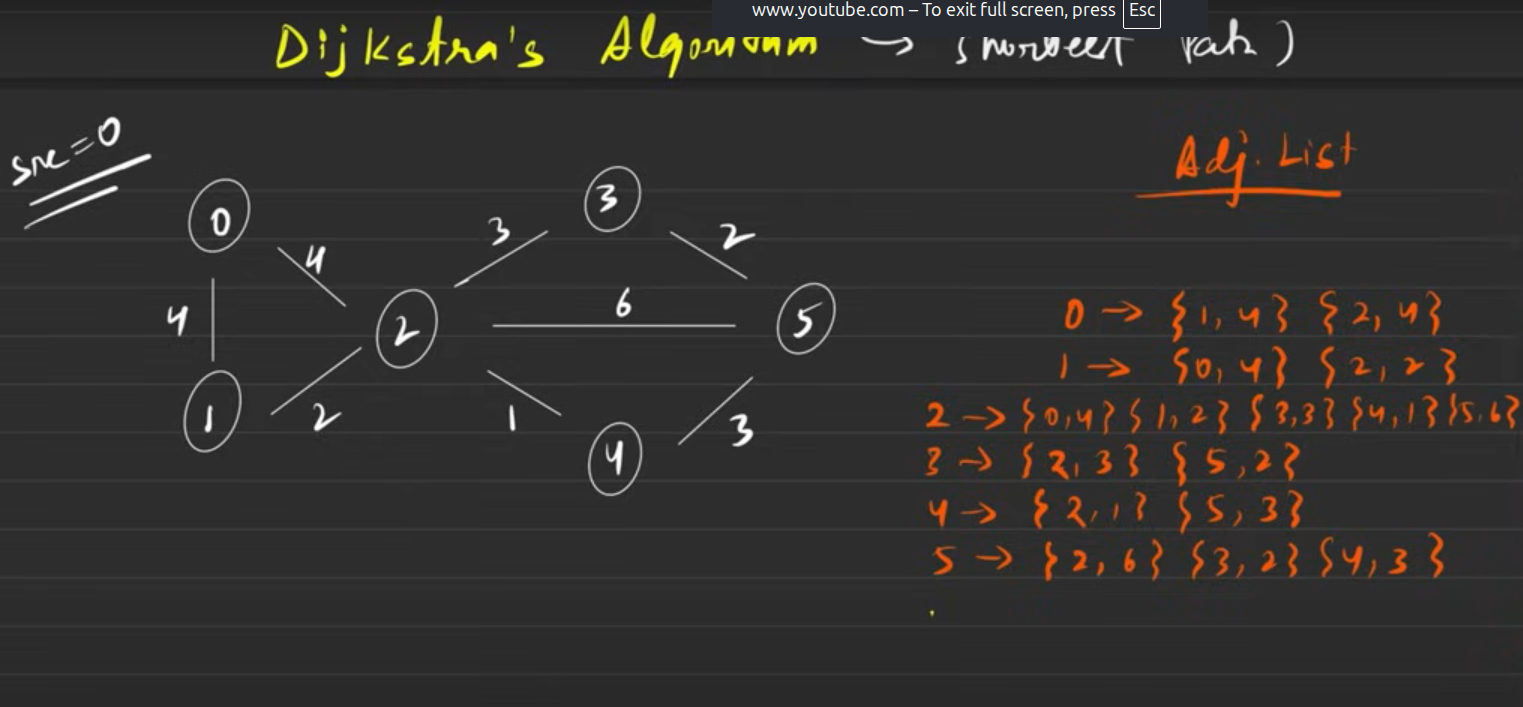 www.youtube.com – To exit full screen, press Esc
Dijkstra's Algorithm → shortest path)
src=0
Adj. List
0
4
4
1
2
2
3
3
6
1
4
2
5
3
0 → {1, 4} {2, 4}
1 → {0, 4} {2, 2}
2 → {0,4} {1,2} {3,3} {4,1} {5,6}
3 → {2,3} {5,2}
4 → {2,1} {5,3}
5 → {2,6} {3,2} {4,3}